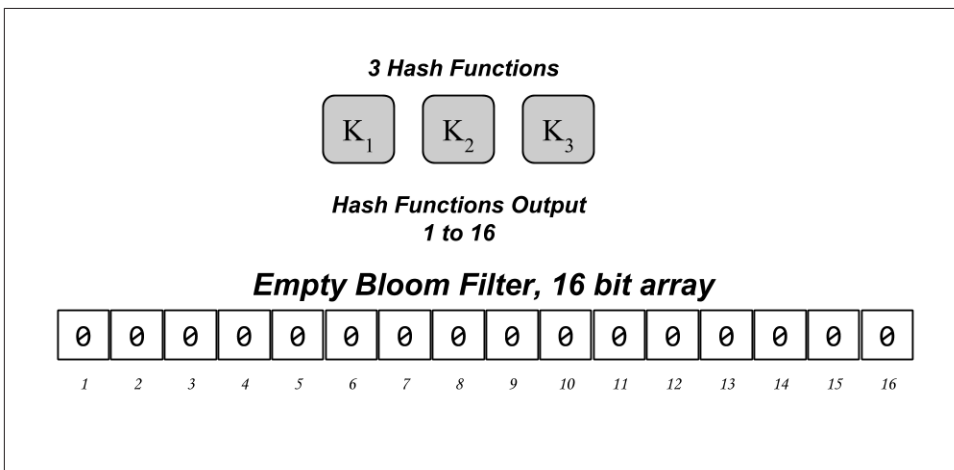 3 Hash Functions
K1 K2 K3
Hash Functions Output
1 to 16
Empty Bloom Filter, 16 bit array
0 0 0 0 0 0 0 0 0 0 0 0 0 0 0 0
1 2 3 4 5 6 7 8 9 10 11 12 13 14 15 16